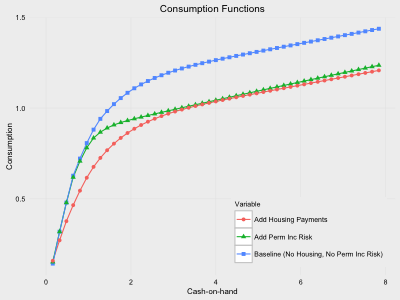 Consumption Functions
1.5
1.0
0.5
Consumption
Variable
Add Housing Payments
Add Perm Inc Risk
Baseline (No Housing, No Perm Inc Risk)
0 2 4 6 8
Cash-on-hand